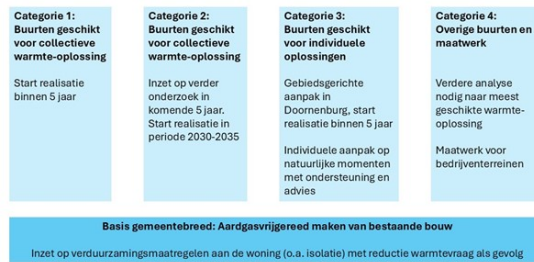 Categorie 1:
Buurten geschikt
voor collectieve
warmte-oplossing
Start realisatie
binnen 5 jaar
Categorie 2:
Buurten geschikt
voor collectieve
warmte-oplossing
Inzet op verder
onderzoek in
komende 5 jaar.
Start realisatie in
periode 2030-2035
Categorie 3:
Buurten geschikt
voor individuele
oplossingen
Gebiedsgerichte
aanpak in
Doornenburg, start
realisatie binnen 5 jaar
Individuele aanpak op
natuurlijke momenten
met ondersteuning en
advies
Categorie 4:
Overige buurten en
maatwerk
Verdere analyse
nodig naar meest
geschikte warmte-
oplossing
Maatwerk voor
bedrijventerreinen
Basis gemeentebreed: Aardgasvrijgereed maken van bestaande bouw
Inzet op verduurzamingsmaatregelen aan de woning (o.a. isolatie) met reductie warmtevraag als gevolg